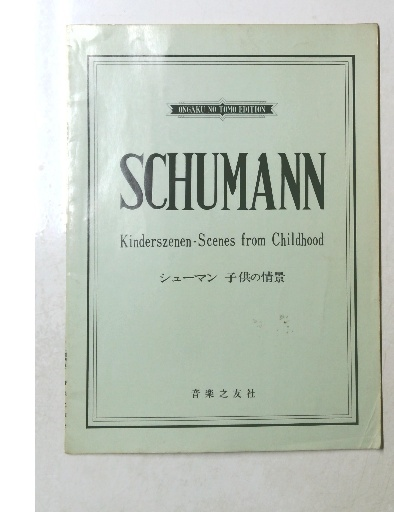 ONGAKU NO TOMO EDITION
SCHUMANN
Kinderszenen-Scenes from Childhood
シューマン 子供の情景
音楽之友社